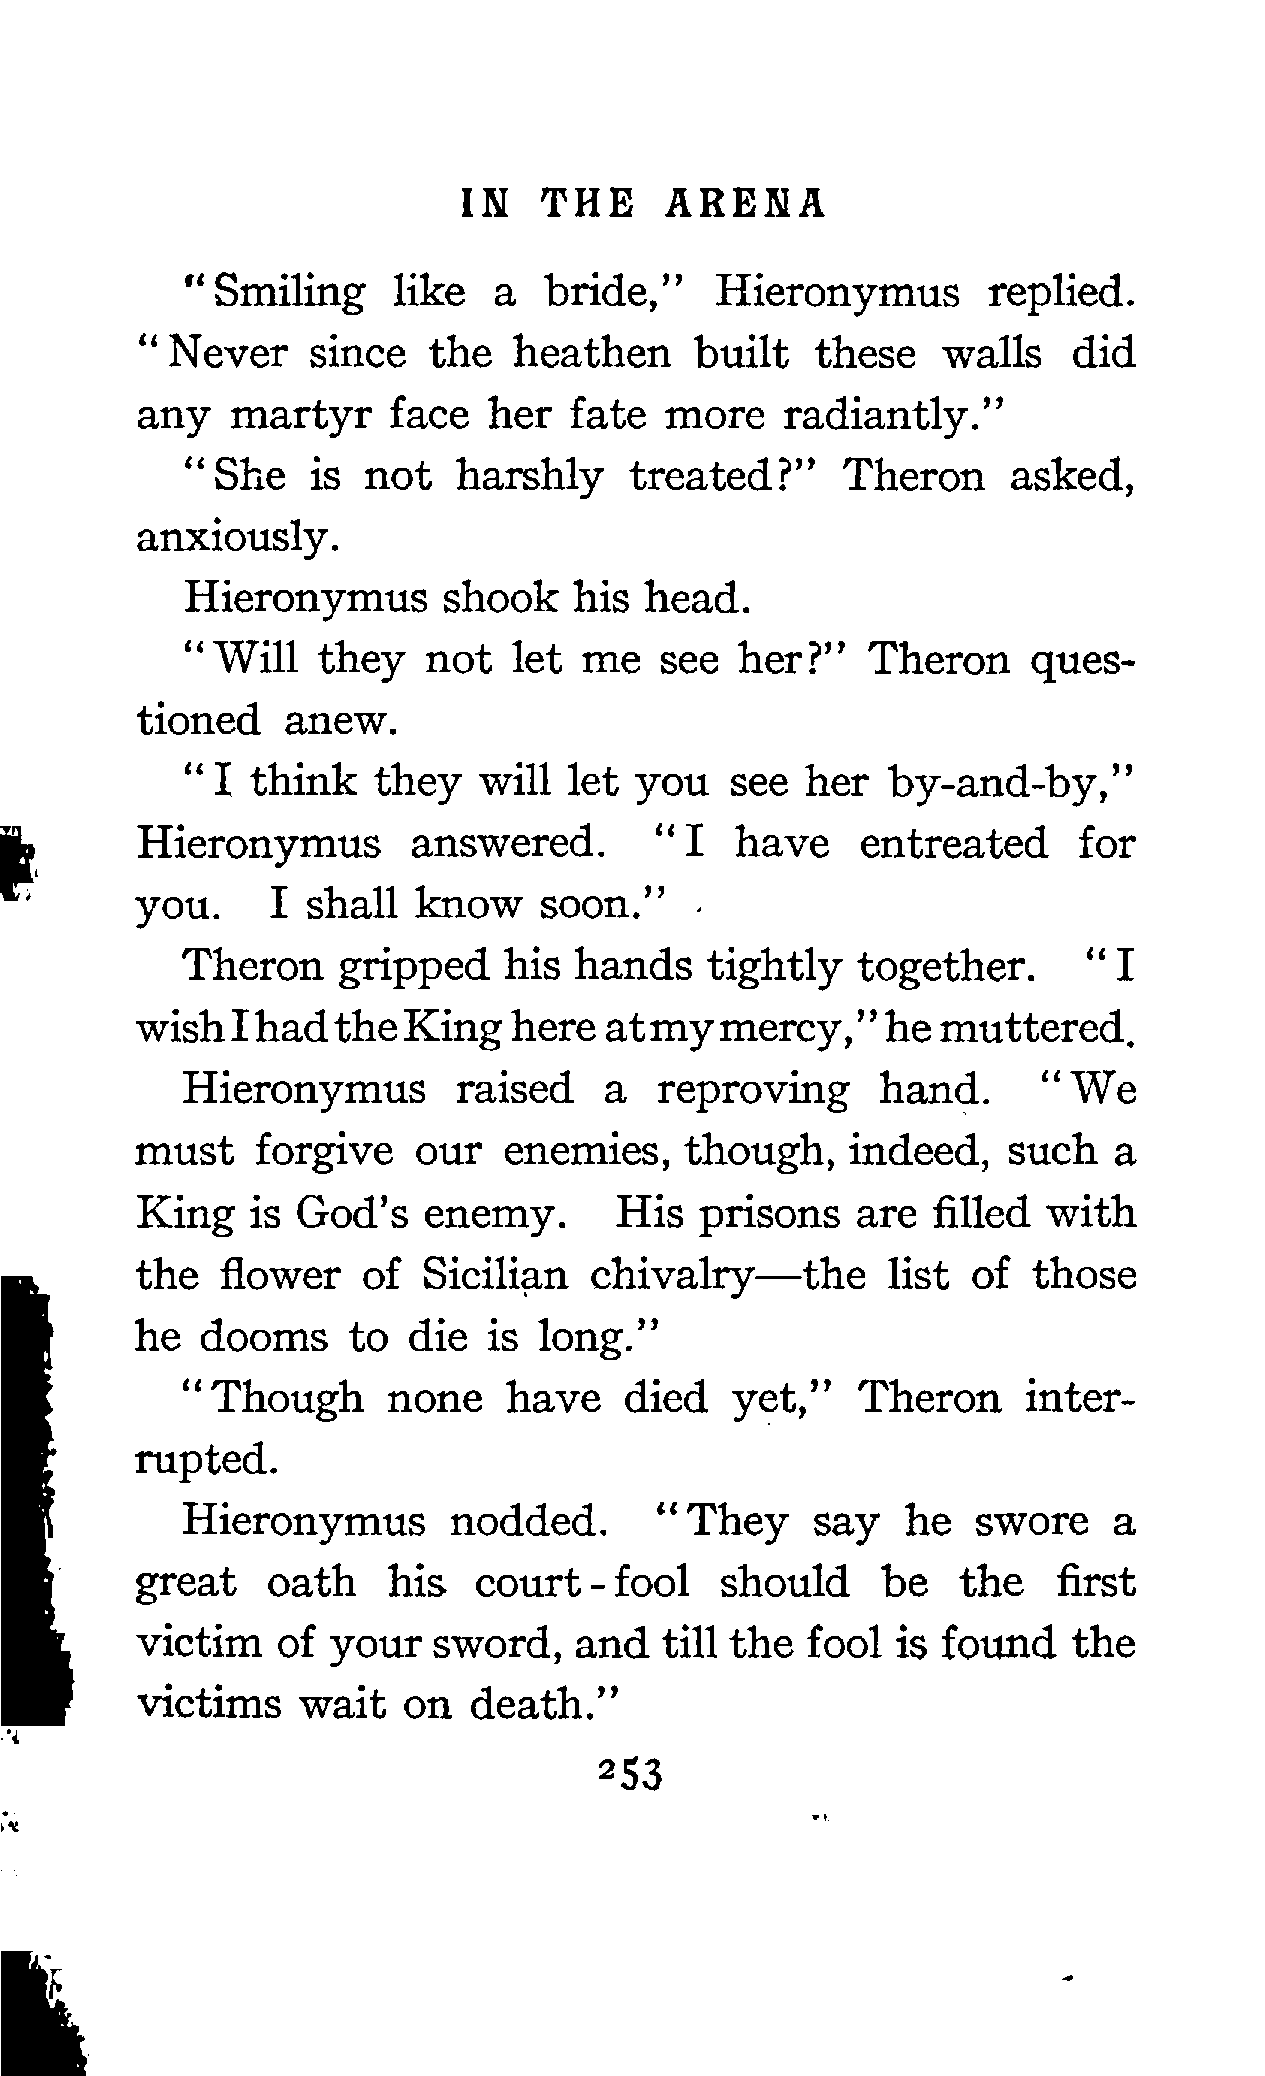 IN THE ARENA
"Smiling like a bride," Hieronymus replied.
"Never since the heathen built these walls did
any martyr face her fate more radiantly."
"She is not harshly treated?" Theron asked,
anxiously.
Hieronymus shook his head.
"Will they not let me see her?" Theron ques-
tioned anew.
"I think they will let you see her by-and-by,"
Hieronymus answered. "I have entreated for
you. I shall know soon."
Theron gripped his hands tightly together. "I
wish I had the King here at my mercy," he muttered.
Hieronymus raised a reproving hand. "We
must forgive our enemies, though, indeed, such a
King is God's enemy. His prisons are filled with
the flower of Sicilian chivalry—the list of those
he dooms to die is long."
"Though none have died yet," Theron inter-
rupted.
Hieronymus nodded. "They say he swore a
great oath his court-fool should be the first
victim of your sword, and till the fool is found the
victims wait on death."
253